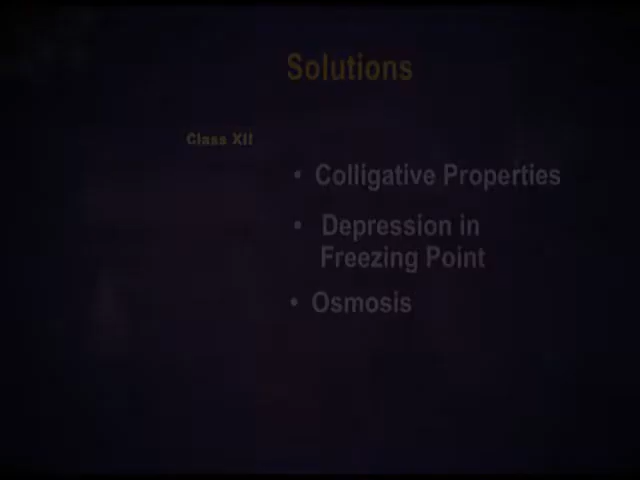 Solutions
Class XII
• Colligative Properties
• Depression in
Freezing Point
• Osmosis